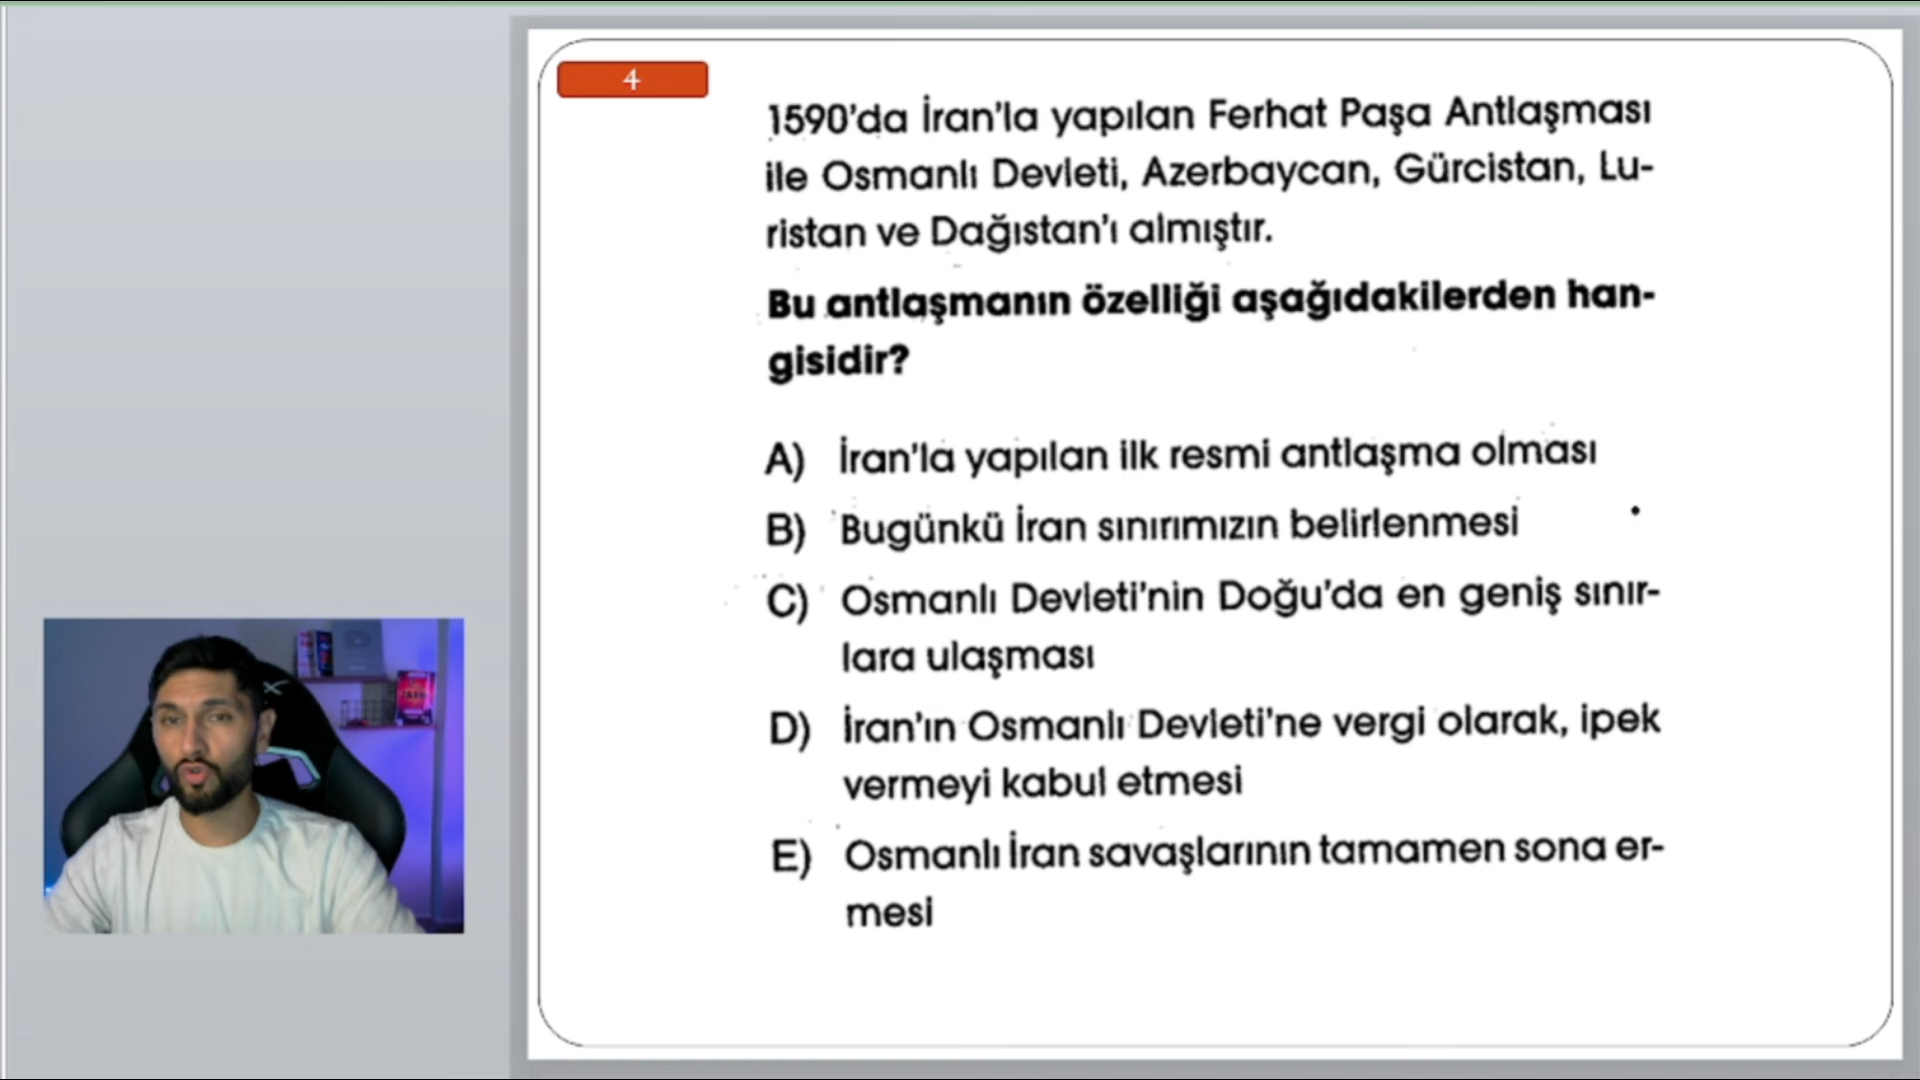 4
1590’da İran’la yapılan Ferhat Paşa Antlaşması
ile Osmanlı Devleti, Azerbaycan, Gürcistan, Lu-
ristan ve Dağıstan’ı almıştır.
Bu antlaşmanın özelliği aşağıdakilerden han-
gisidir?
A) İran’la yapılan ilk resmi antlaşma olması
B) Bugünkü İran sınırımızın belirlenmesi
C) Osmanlı Devleti’nin Doğu’da en geniş sınır-
lara ulaşması
D) İran’ın Osmanlı Devleti’ne vergi olarak, ipek
vermeyi kabul etmesi
E) Osmanlı İran savaşlarının tamamen sona er-
mesi